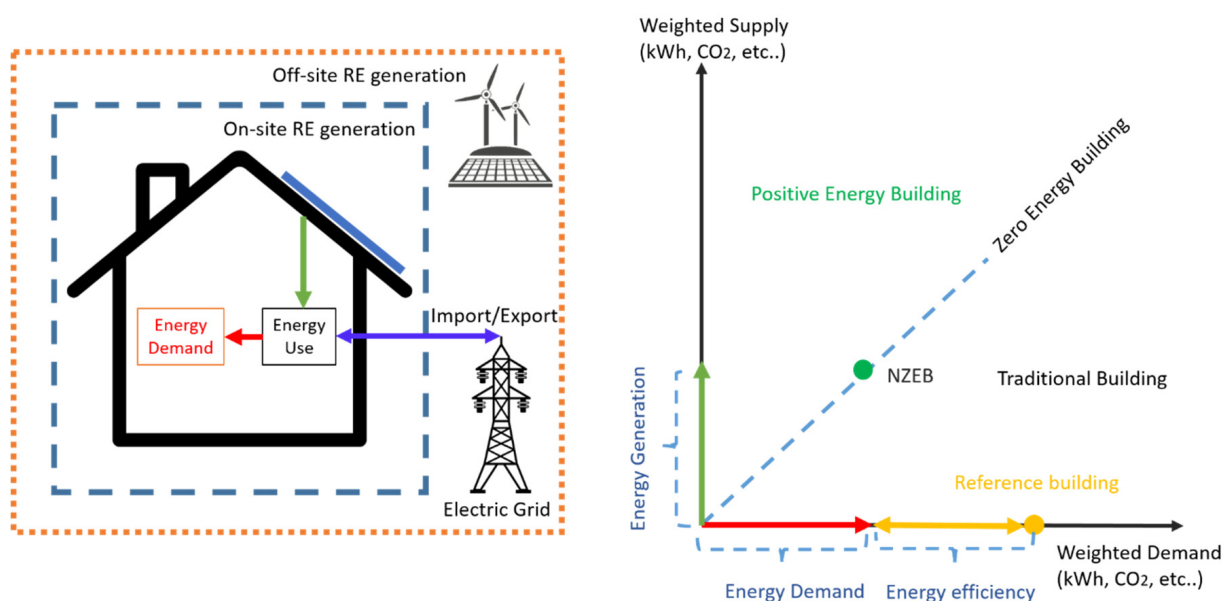 Off-site RE generation
On-site RE generation
Energy
Demand
Energy
Use
Import/Export
Electric Grid
Weighted Supply
(kWh, CO₂, etc..)
Positive Energy Building
Zero Energy Building
NZEB
Traditional Building
Energy Generation
Reference building
Weighted Demand
(kWh, CO₂, etc..)
Energy Demand
Energy efficiency